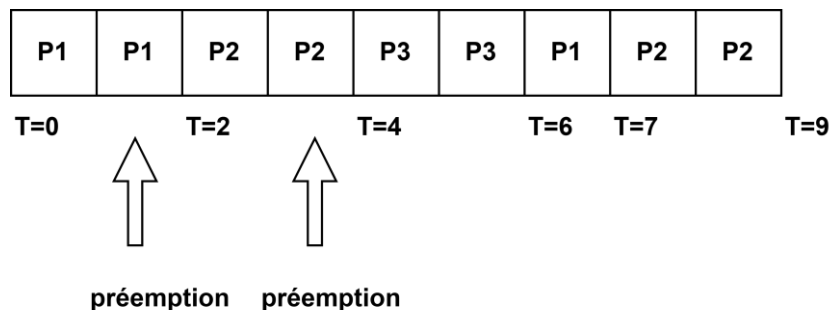 P1 P1 P2 P2 P3 P3 P1 P2 P2
T=0 T=2 T=4 T=6 T=7 T=9
préemption préemption